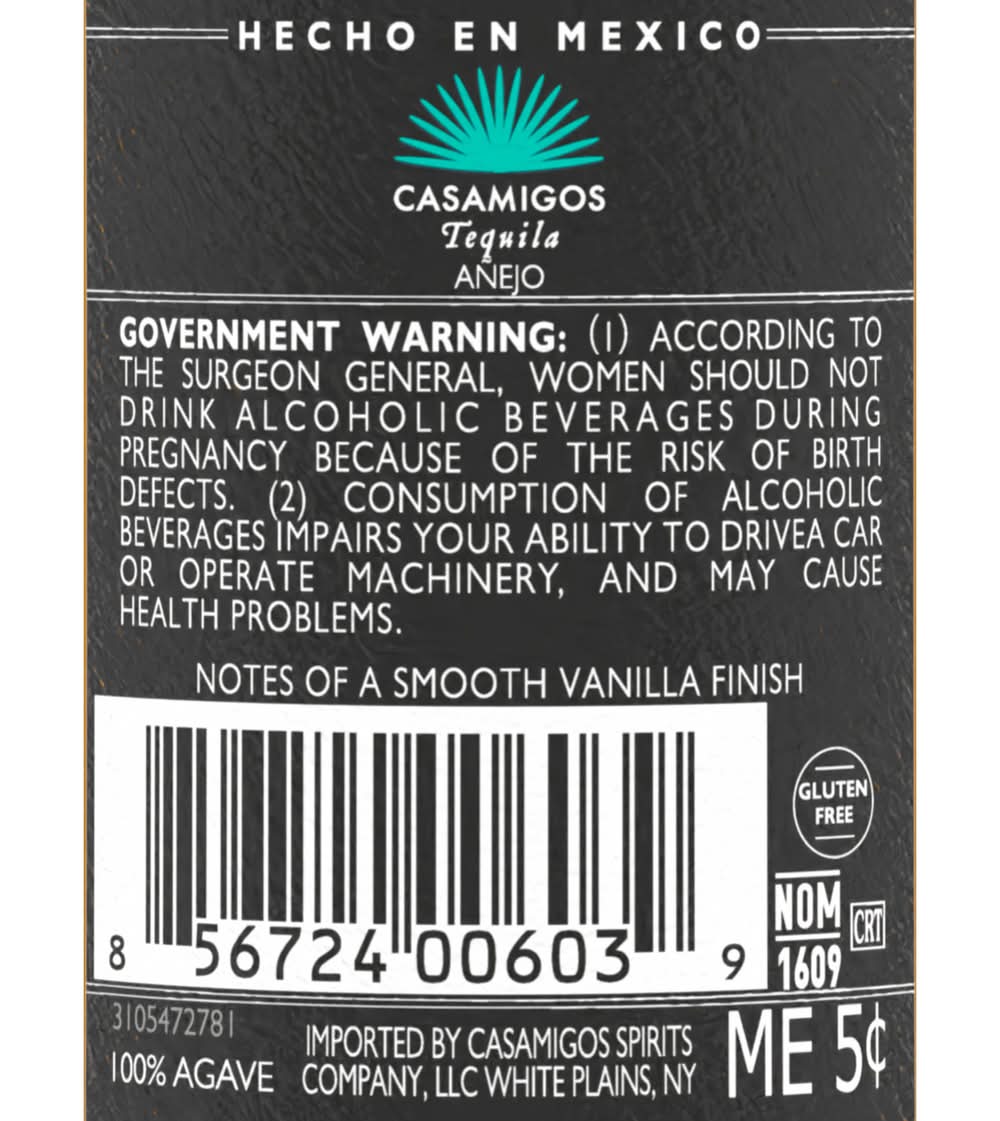 HECHO EN MEXICO
CASAMIGOS
Tequila
AÑEJO
GOVERNMENT WARNING: (1) ACCORDING TO
THE SURGEON GENERAL, WOMEN SHOULD NOT
DRINK ALCOHOLIC BEVERAGES DURING
PREGNANCY BECAUSE OF THE RISK OF BIRTH
DEFECTS. (2) CONSUMPTION OF ALCOHOLIC
BEVERAGES IMPAIRS YOUR ABILITY TO DRIVEA CAR
OR OPERATE MACHINERY, AND MAY CAUSE
HEALTH PROBLEMS.
NOTES OF A SMOOTH VANILLA FINISH
GLUTEN
FREE
NOM
1609
CRT
8 56724 00603 9
3105472781
100% AGAVE
IMPORTED BY CASAMIGOS SPIRITS
COMPANY, LLC WHITE PLAINS, NY
ME 5¢